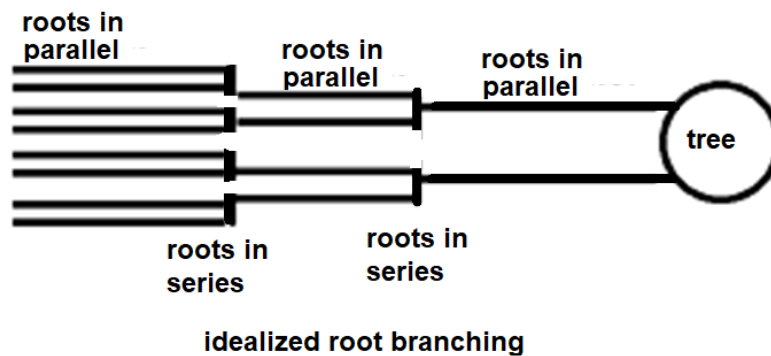 roots in
parallel
roots in
parallel
roots in
parallel
tree
roots in
series
roots in
series
idealized root branching